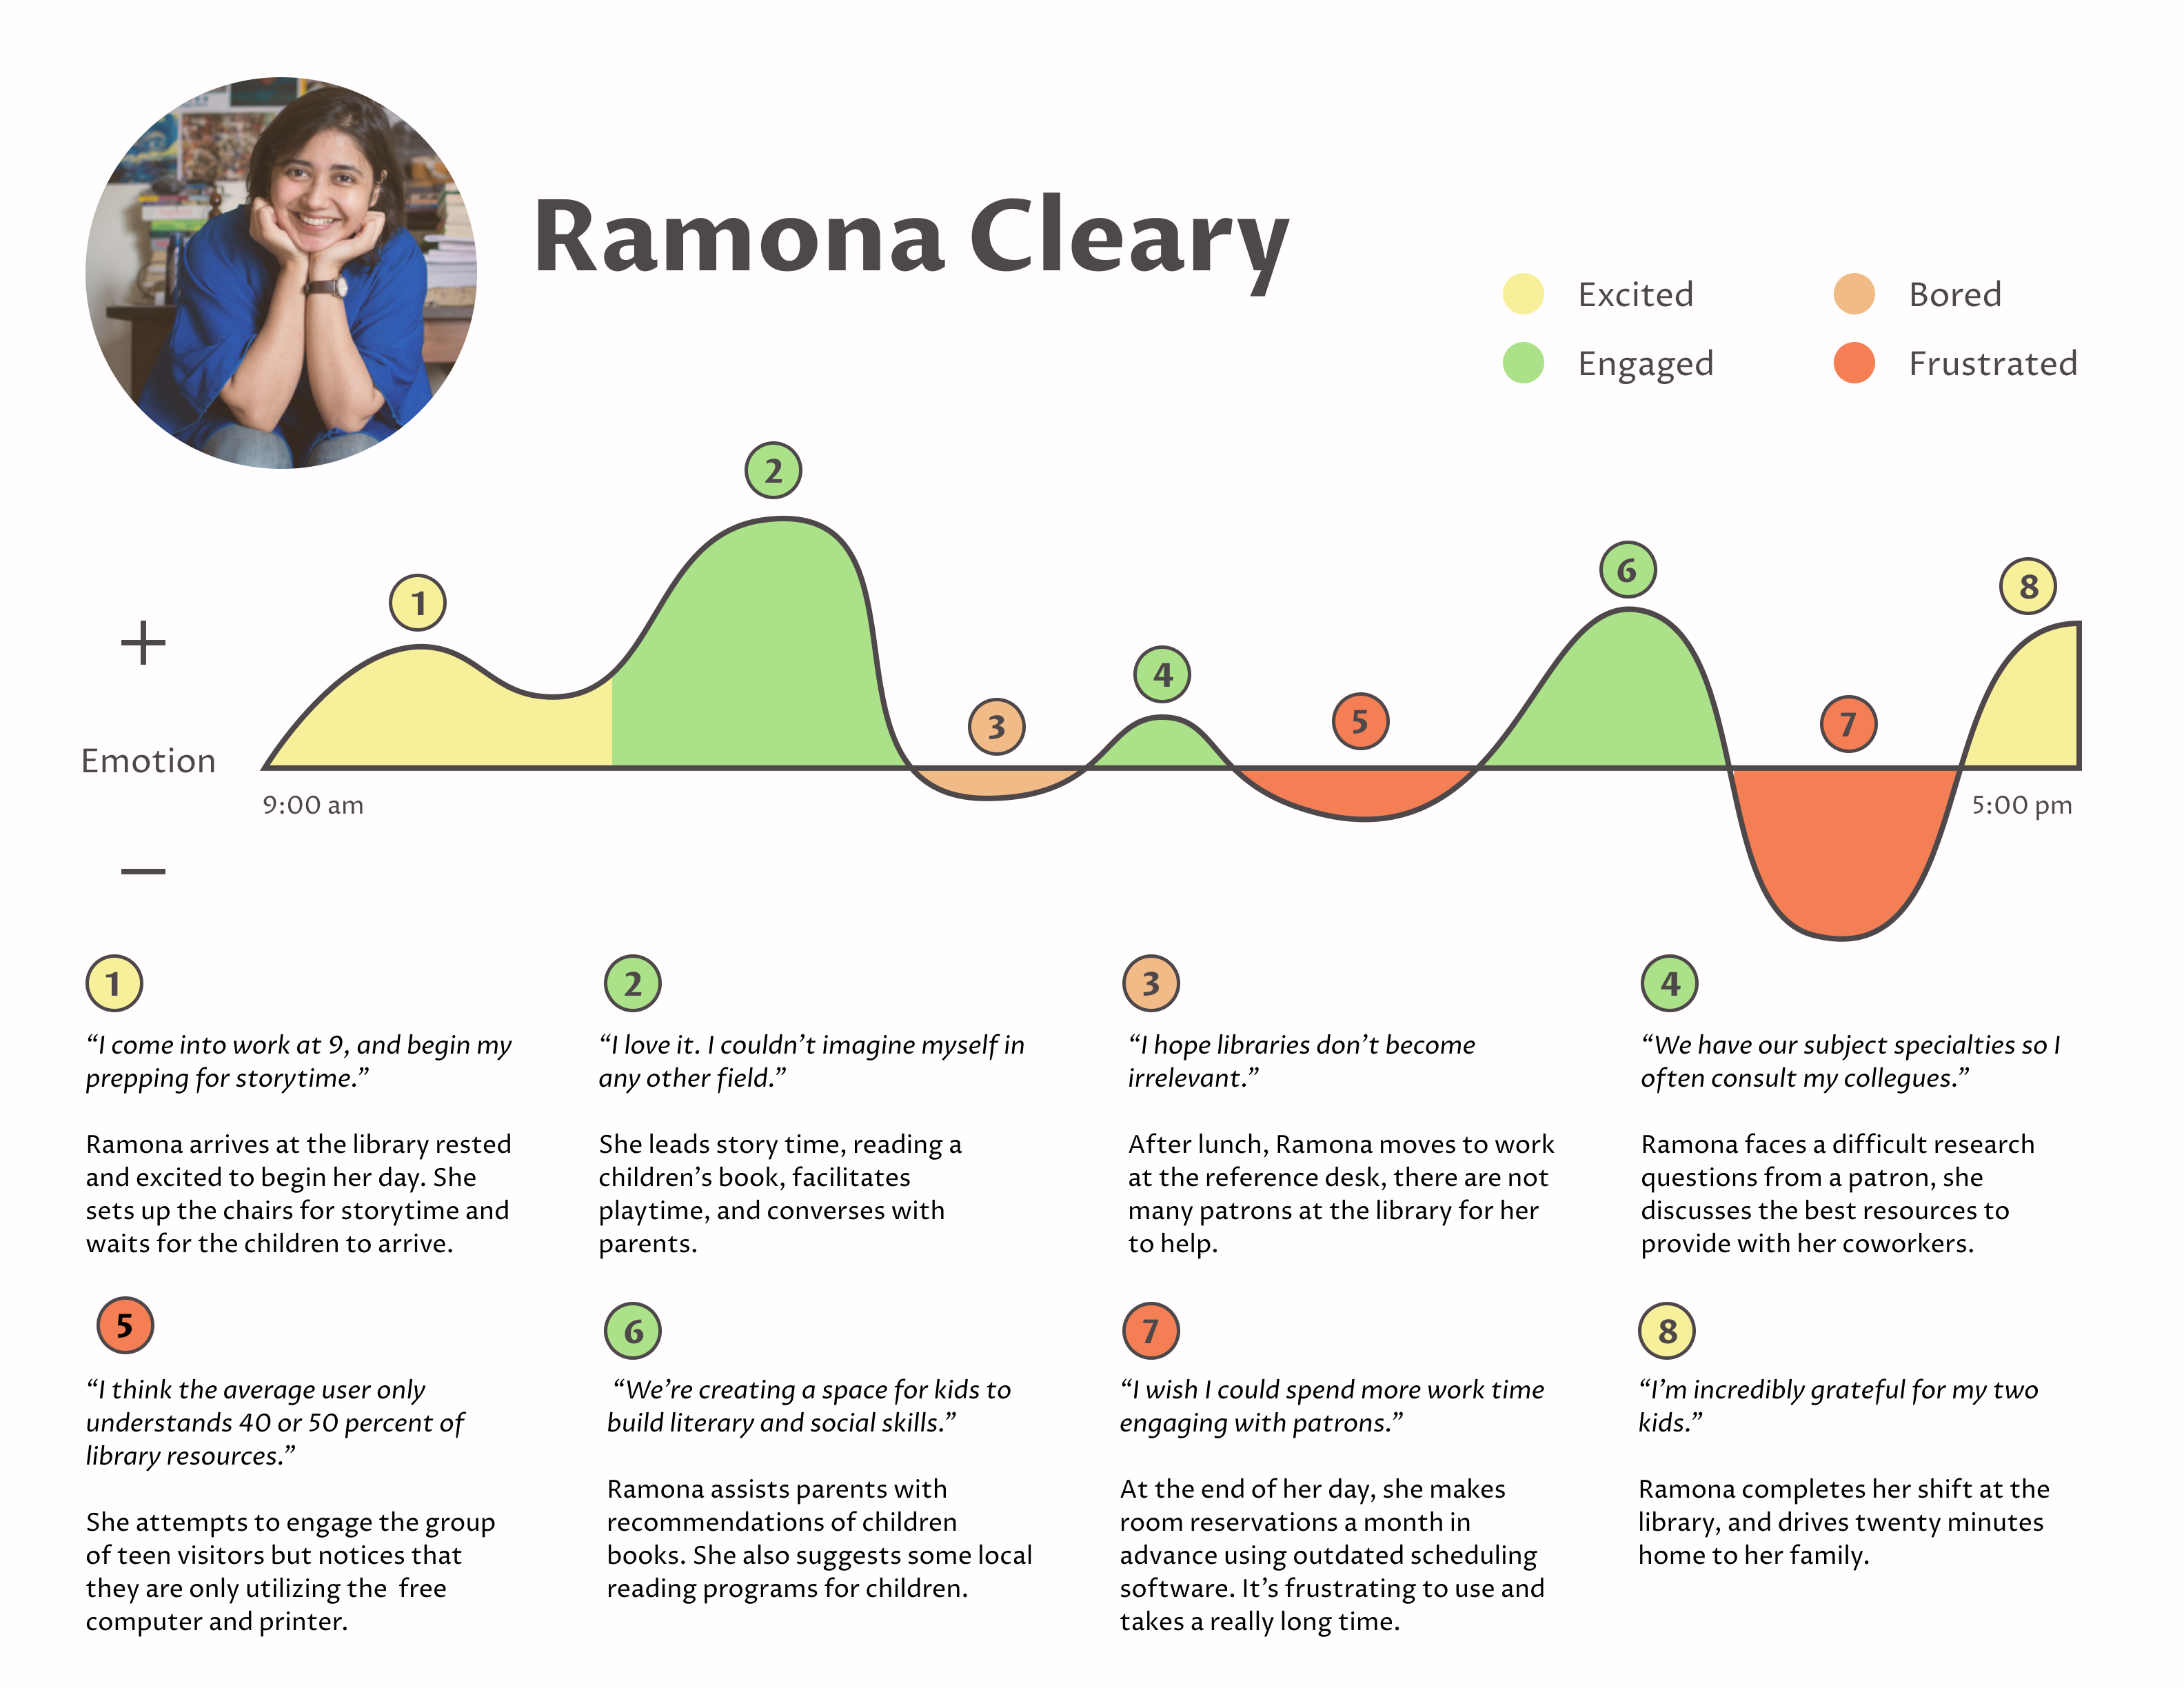 Ramona Cleary
Excited
Bored
Engaged
Frustrated
2
1
6
8
+
4
3
5
7
Emotion
9:00 am
5:00 pm
−
1
“I come into work at 9, and begin my
prepping for storytime.”
Ramona arrives at the library rested
and excited to begin her day. She
sets up the chairs for storytime and
waits for the children to arrive.
2
“I love it. I couldn’t imagine myself in
any other field.”
She leads story time, reading a
children’s book, facilitates
playtime, and converses with
parents.
3
“I hope libraries don’t become
irrelevant.”
After lunch, Ramona moves to work
at the reference desk, there are not
many patrons at the library for her
to help.
4
“We have our subject specialties so I
often consult my collegues.”
Ramona faces a difficult research
questions from a patron, she
discusses the best resources to
provide with her coworkers.
5
“I think the average user only
understands 40 or 50 percent of
library resources.”
She attempts to engage the group
of teen visitors but notices that
they are only utilizing the  free
computer and printer.
6
“We’re creating a space for kids to
build literary and social skills.”
Ramona assists parents with
recommendations of children
books. She also suggests some local
reading programs for children.
7
“I wish I could spend more work time
engaging with patrons.”
At the end of her day, she makes
room reservations a month in
advance using outdated scheduling
software. It’s frustrating to use and
takes a really long time.
8
“I’m incredibly grateful for my two
kids.”
Ramona completes her shift at the
library, and drives twenty minutes
home to her family.